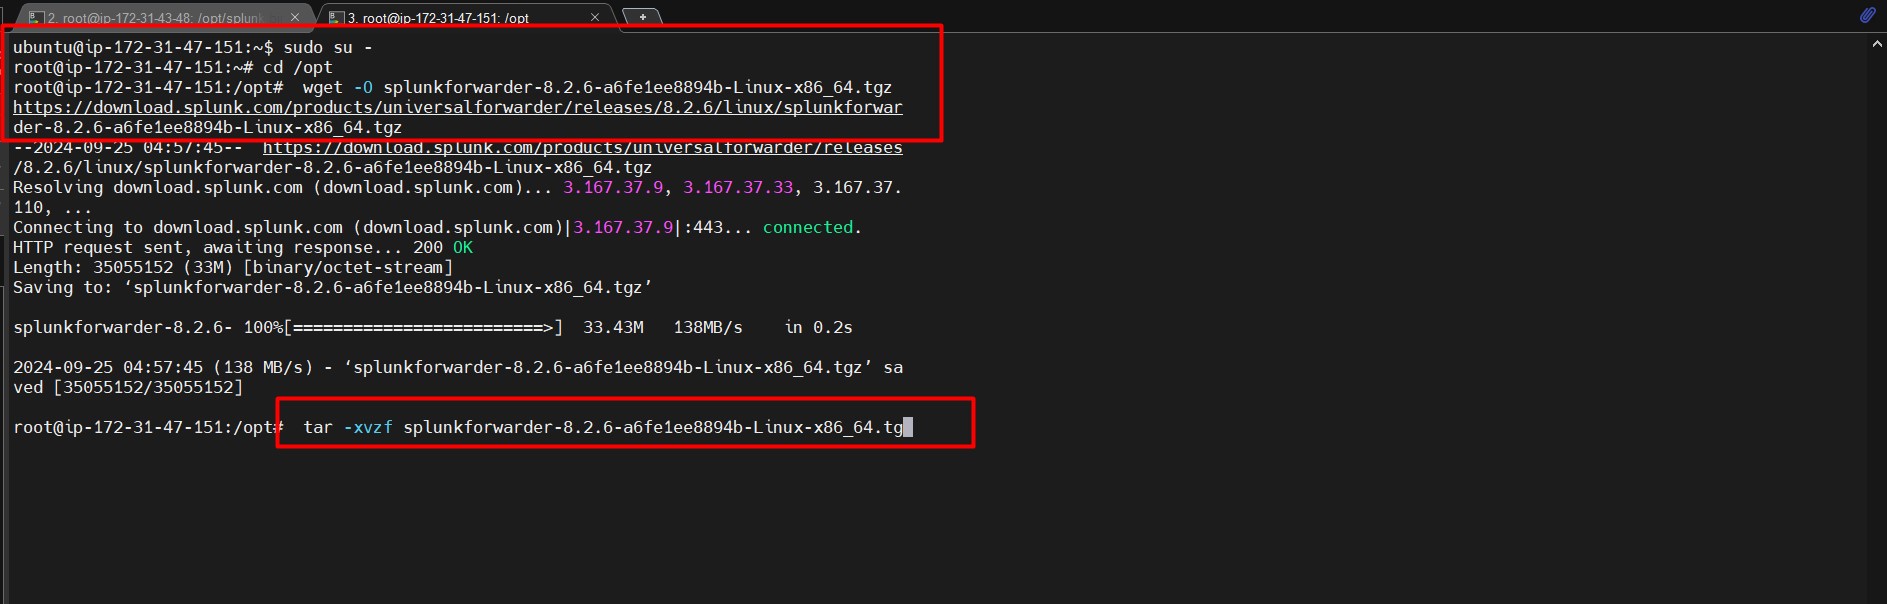 2. root@ip-172-31-43-48: /opt/splunk
3. root@ip-172-31-47-151: /opt
ubuntu@ip-172-31-47-151:~$ sudo su -
root@ip-172-31-47-151:~# cd /opt
root@ip-172-31-47-151:/opt#  wget -O splunkforwarder-8.2.6-a6fe1ee8894b-Linux-x86_64.tgz
https://download.splunk.com/products/universalforwarder/releases/8.2.6/linux/splunkforwar
der-8.2.6-a6fe1ee8894b-Linux-x86_64.tgz
--2024-09-25 04:57:45--  https://download.splunk.com/products/universalforwarder/releases
/8.2.6/linux/splunkforwarder-8.2.6-a6fe1ee8894b-Linux-x86_64.tgz
Resolving download.splunk.com (download.splunk.com)... 3.167.37.9, 3.167.37.33, 3.167.37.
110, ...
Connecting to download.splunk.com (download.splunk.com)|3.167.37.9|:443... connected.
HTTP request sent, awaiting response... 200 OK
Length: 35055152 (33M) [binary/octet-stream]
Saving to: ‘splunkforwarder-8.2.6-a6fe1ee8894b-Linux-x86_64.tgz’
splunkforwarder-8.2.6- 100%[=========================>]  33.43M   138MB/s    in 0.2s
2024-09-25 04:57:45 (138 MB/s) - ‘splunkforwarder-8.2.6-a6fe1ee8894b-Linux-x86_64.tgz’ sa
ved [35055152/35055152]
root@ip-172-31-47-151:/opt#  tar -xvzf splunkforwarder-8.2.6-a6fe1ee8894b-Linux-x86_64.tg